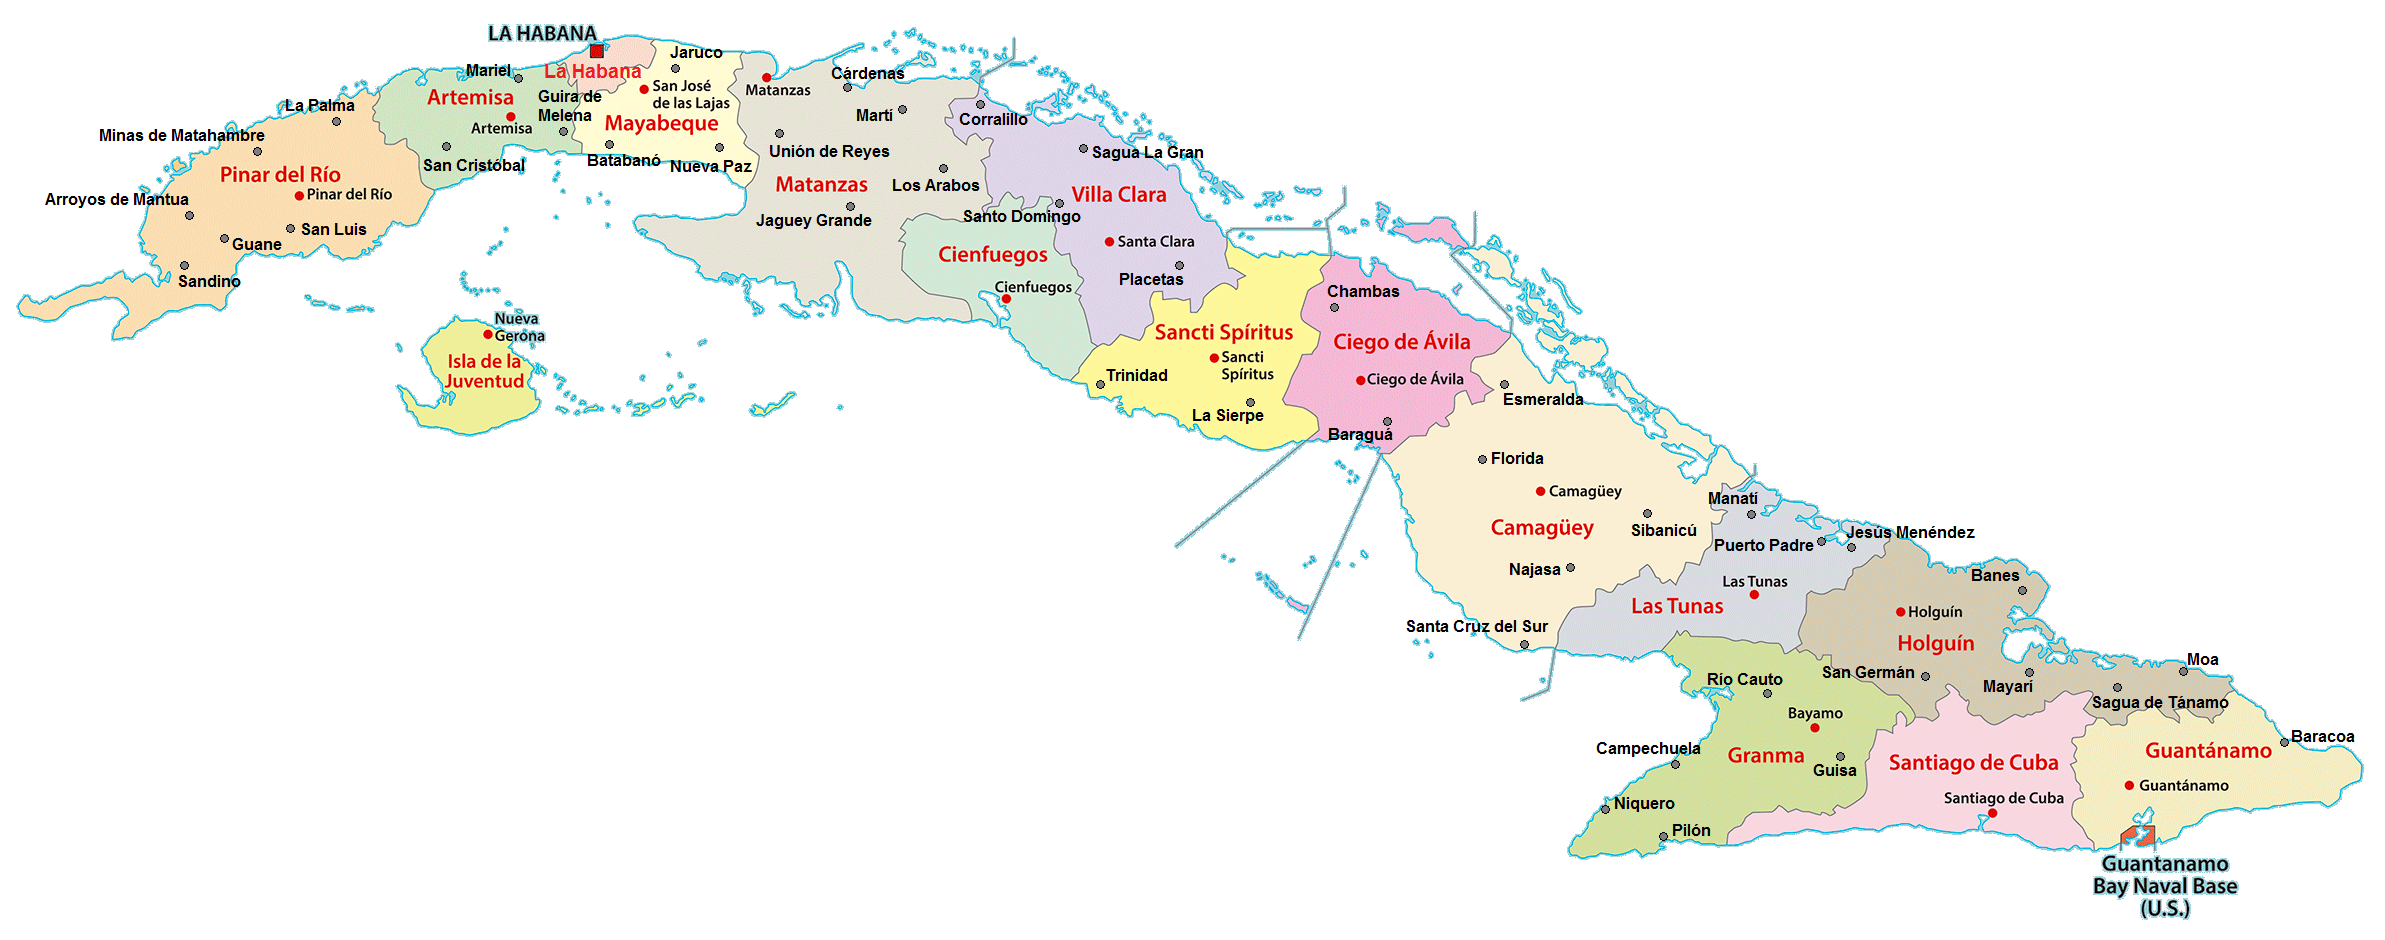 LA HABANA
Jaruco
Mariel
La Habana
Cárdenas
San José
de las Lajas
Matanzas
Artemisa
Guira de
Melena
La Palma
Martí
Corralillo
Artemisa
Mayabeque
Minas de Matahambre
San Cristóbal
Batabanó
Nueva Paz
Unión de Reyes
Sagua La Gran
Pinar del Río
Pinar del Río
Matanzas
Los Arabos
Villa Clara
Arroyos de Mantua
Jaguey Grande
Santo Domingo
San Luis
Guane
Santa Clara
Cienfuegos
Sandino
Placetas
Cienfuegos
Chambas
Nueva
Gerona
Sancti Spíritus
Ciego de Ávila
Isla de la
Juventud
Sancti
Spíritus
Trinidad
Ciego de Ávila
Esmeralda
La Sierpe
Baraguá
Florida
Camagüey
Manatí
Camagüey
Sibanicú
Jesús Menéndez
Puerto Padre
Najasa
Las Tunas
Banes
Las Tunas
Holguín
Santa Cruz del Sur
Holguín
Moa
San Germán
Río Cauto
Mayarí
Sagua de Tánamo
Bayamo
Campechuela
Granma
Guisa
Santiago de Cuba
Guantánamo
Baracoa
Guantánamo
Niquero
Santiago de Cuba
Pilón
Guantanamo
Bay Naval Base
(U.S.)